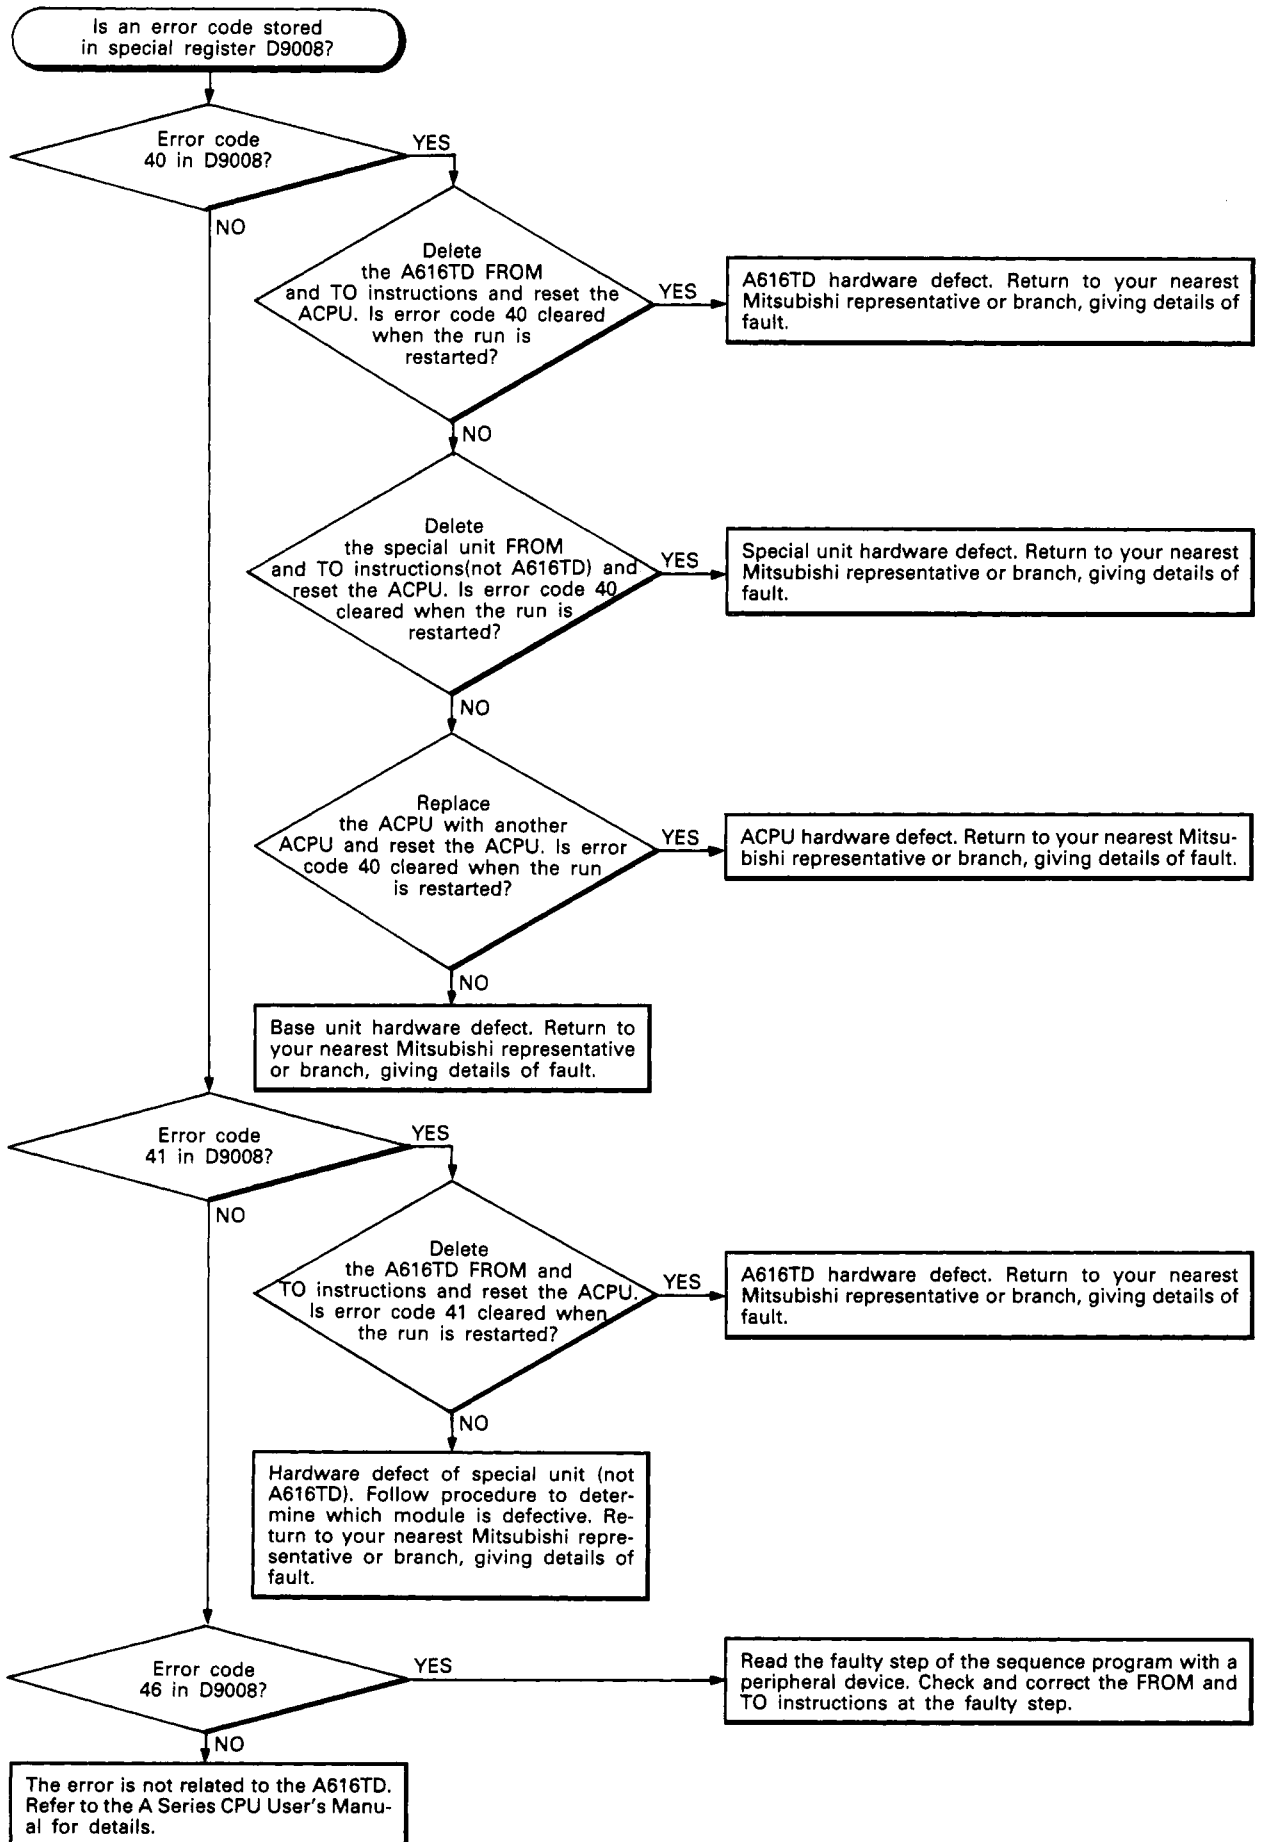 Is an error code stored
in special register D9008?
Error code
40 in D9008?
YES
NO
Delete
the A616TD FROM
and TO instructions and reset the
ACPU. Is error code 40 cleared
when the run is
restarted?
YES
A616TD hardware defect. Return to your nearest
Mitsubishi representative or branch, giving details of
fault.
NO
Delete
the special unit FROM
and TO instructions(not A616TD) and
reset the ACPU. Is error code 40
cleared when the run is
restarted?
YES
Special unit hardware defect. Return to your nearest
Mitsubishi representative or branch, giving details of
fault.
NO
Replace
the ACPU with another
ACPU and reset the ACPU. Is error
code 40 cleared when the run
is restarted?
YES
ACPU hardware defect. Return to your nearest Mitsu-
bishi representative or branch, giving details of fault.
NO
Base unit hardware defect. Return to
your nearest Mitsubishi representative
or branch, giving details of fault.
Error code
41 in D9008?
YES
NO
Delete
the A616TD FROM and
TO instructions and reset the ACPU.
Is error code 41 cleared when
the run is restarted?
YES
A616TD hardware defect. Return to your nearest
Mitsubishi representative or branch, giving details of
fault.
NO
Hardware defect of special unit (not
A616TD). Follow procedure to deter-
mine which module is defective. Re-
turn to your nearest Mitsubishi repre-
sentative or branch, giving details of
fault.
Error code
46 in D9008?
YES
Read the faulty step of the sequence program with a
peripheral device. Check and correct the FROM and
TO instructions at the faulty step.
NO
The error is not related to the A616TD.
Refer to the A Series CPU User's Manu-
al for details.